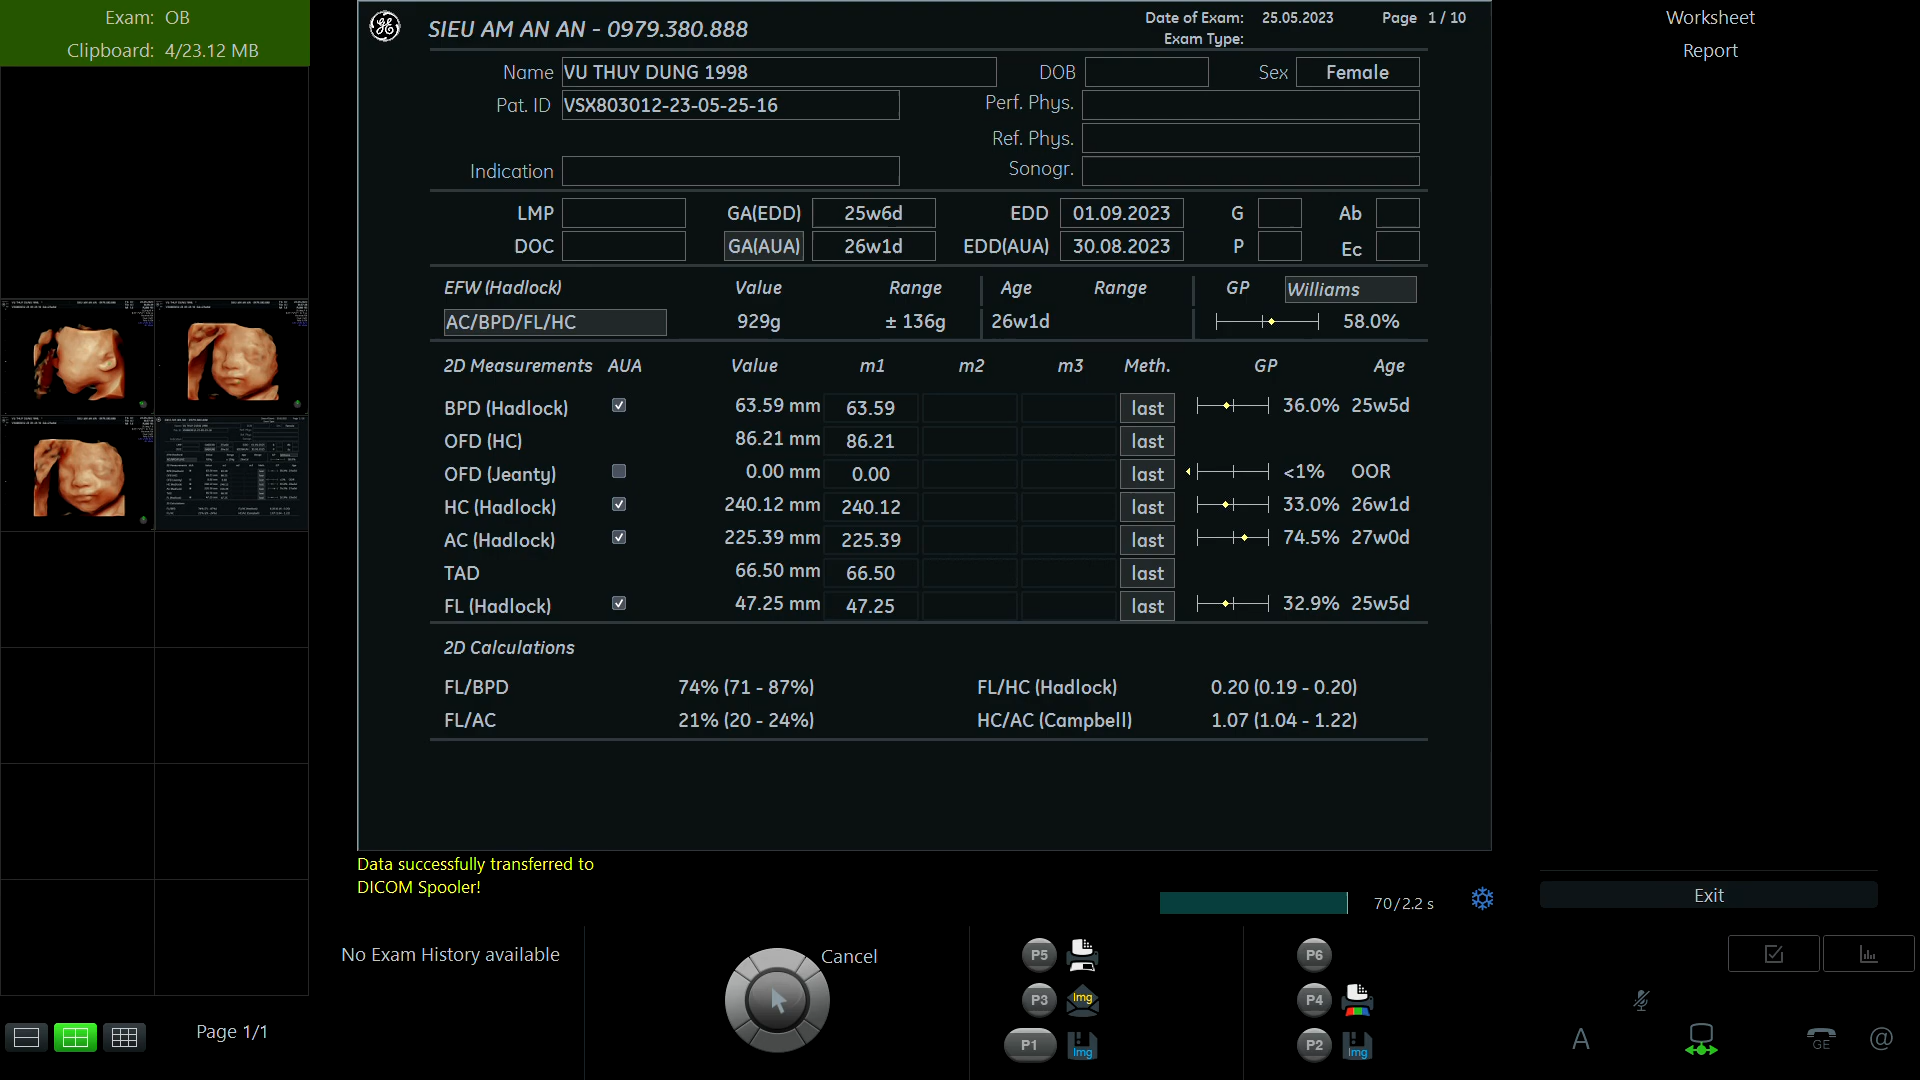 Exam: OB
Clipboard: 4/23.12 MB
SIEU AM AN AN - 0979.380.888
Date of Exam: 25.05.2023 Page 1 / 10
Exam Type:
Name VU THUY DUNG 1998 DOB Sex Female
Pat. ID VSX803012-23-05-25-16 Perf. Phys.
Ref. Phys.
Indication Sonogr.
LMP GA(EDD) 25w6d EDD 01.09.2023 G Ab
DOC GA(AUA) 26w1d EDD(AUA) 30.08.2023 P Ec
EFW (Hadlock) Value Range Age Range GP Williams
AC/BPD/FL/HC 929g ± 136g 26w1d 58.0%
2D Measurements AUA Value m1 m2 m3 Meth. GP Age
BPD (Hadlock) 63.59 mm 63.59 last 36.0% 25w5d
OFD (HC) 86.21 mm 86.21 last
OFD (Jeanty) 0.00 mm 0.00 last <1% OOR
HC (Hadlock) 240.12 mm 240.12 last 33.0% 26w1d
AC (Hadlock) 225.39 mm 225.39 last 74.5% 27w0d
TAD 66.50 mm 66.50 last
FL (Hadlock) 47.25 mm 47.25 last 32.9% 25w5d
2D Calculations
FL/BPD 74% (71 - 87%) FL/HC (Hadlock) 0.20 (0.19 - 0.20)
FL/AC 21% (20 - 24%) HC/AC (Campbell) 1.07 (1.04 - 1.22)
Data successfully transferred to
DICOM Spooler!
70/2.2 s
Worksheet
Report
Exit
No Exam History available
Cancel
P5 P6
P3 Img P4
P1 Img P2 Img
Page 1/1
A GE @